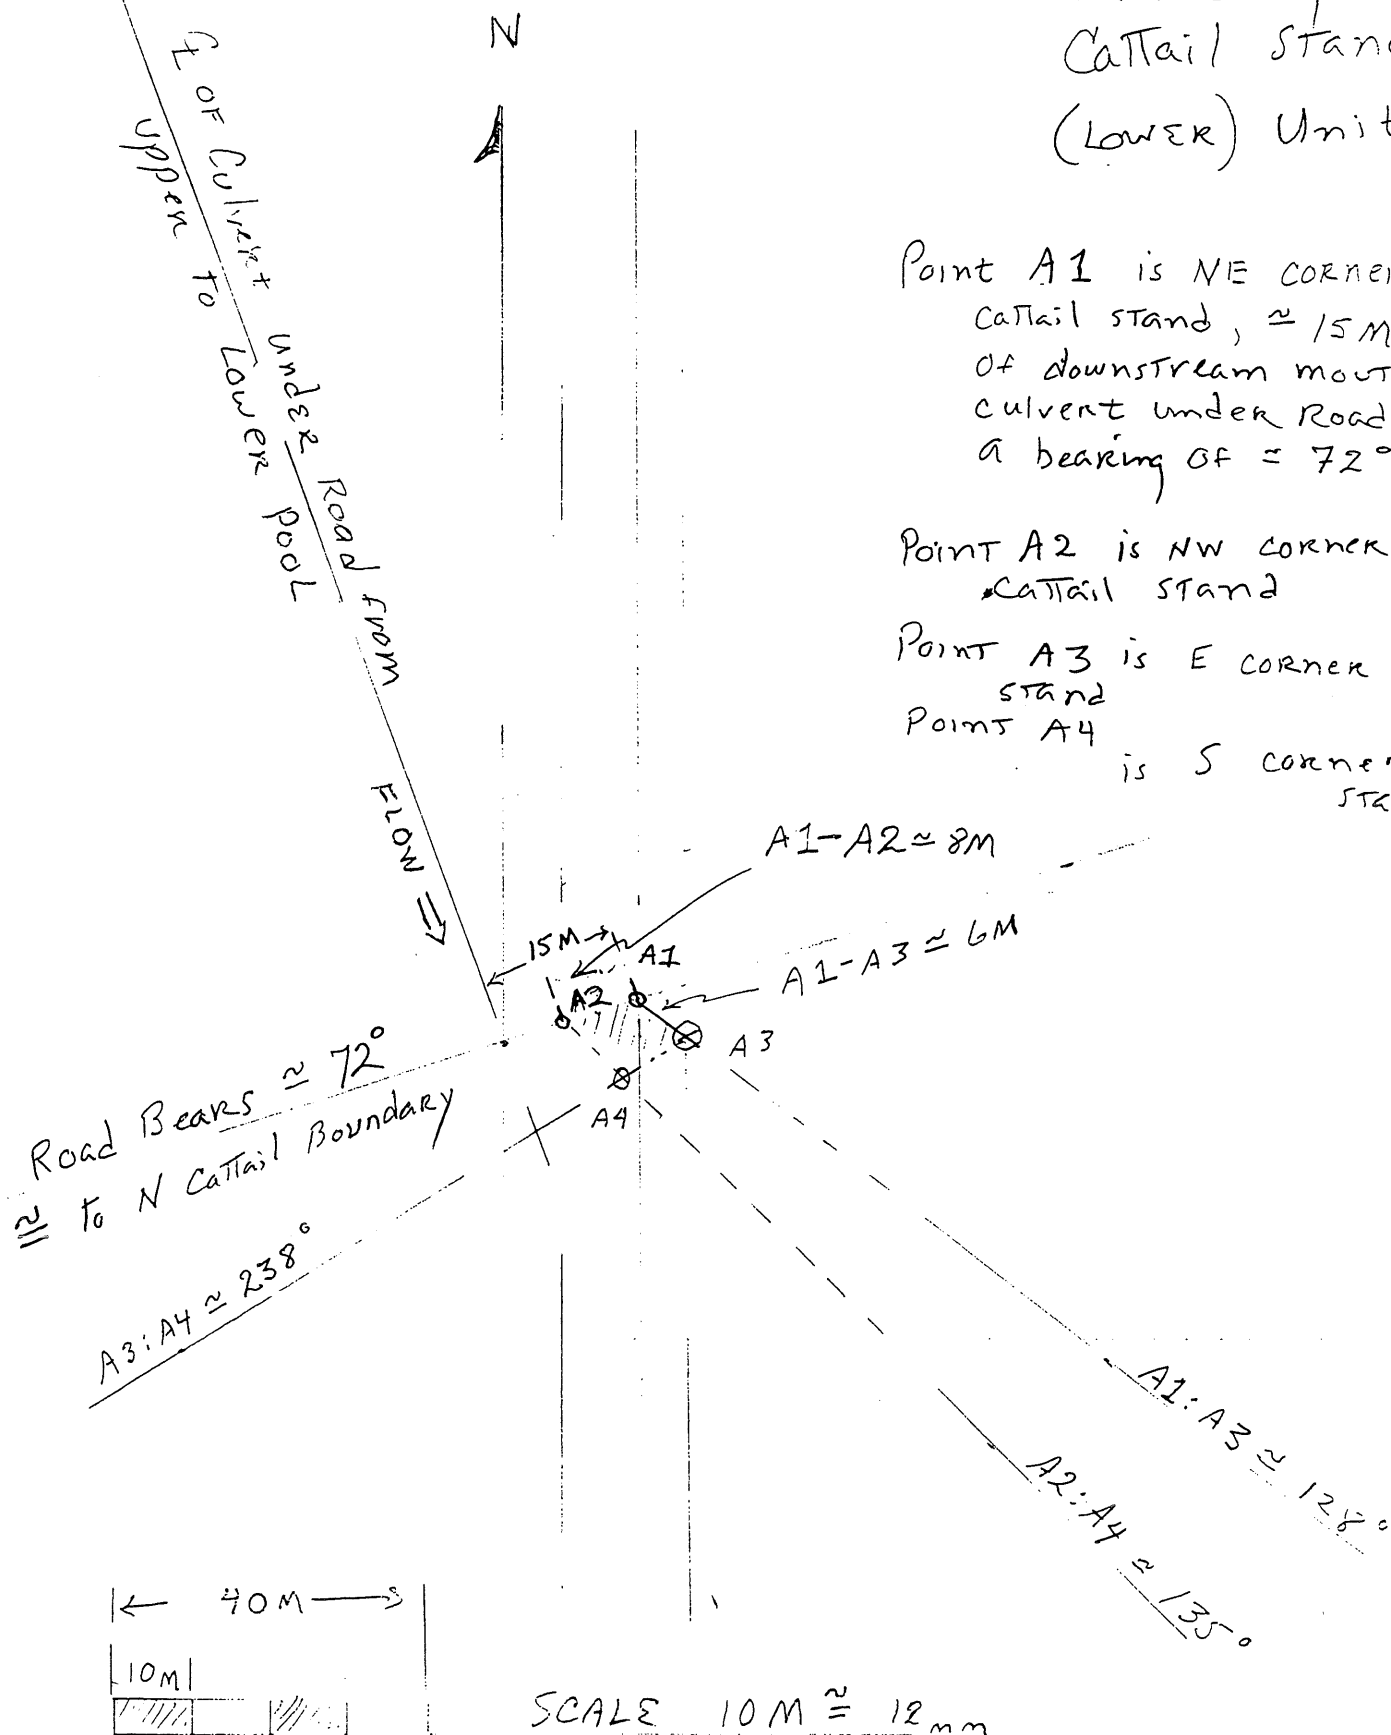 N
CATTail Stan
(LOWER) Unit
℄ OF Culvert under Road from
upper to Lower Pool
Point A1 is NE CORNER
CaTTail STand, ≃ 15M
OF downSTream mouT
culvert under Road
a bearing OF ≃ 72°
Point A2 is NW CORNER
CaTTail STand
Point A3 is E CORNER
STand
Point A4
is S corner
STa
FLOW ⇒
A1-A2 ≃ 8M
15M
A1
A2
A1-A3 ≃ 6M
A3
A4
Road Bears ≃ 72°
≅ To N CaTTail Boundary
A3:A4 ≃ 238°
A1:A3 ≃ 128°
A2:A4 ≃ 135°
40M
10M
SCALE 10M ≅ 12mm